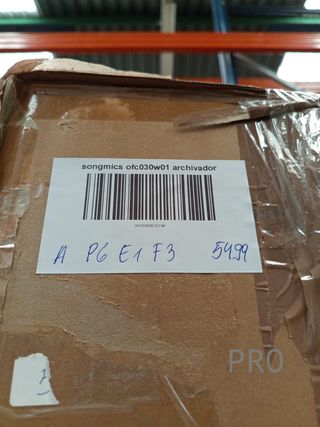 songmics ofc030w01 archivador
A P6 E1 F3 54.99
PRO